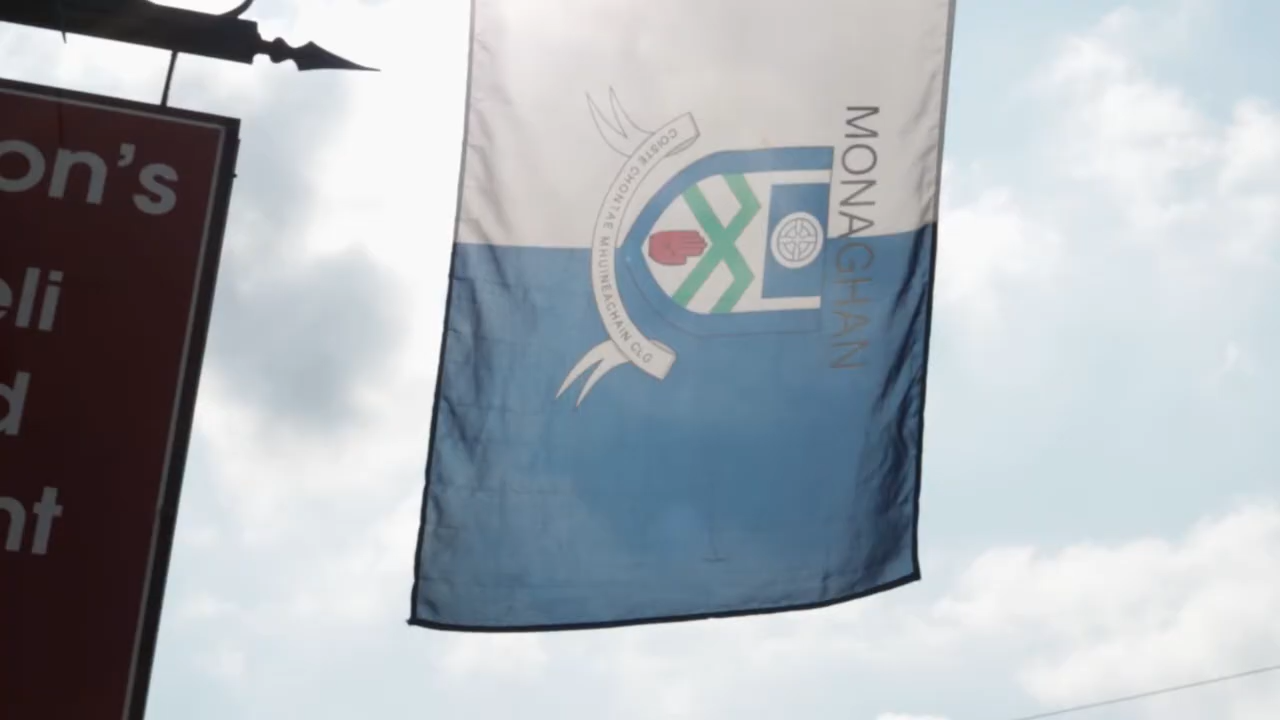 on's
eli
d
nt
MONAGHAN
COISTE CHONTAE MHUINEACHAIN CLG